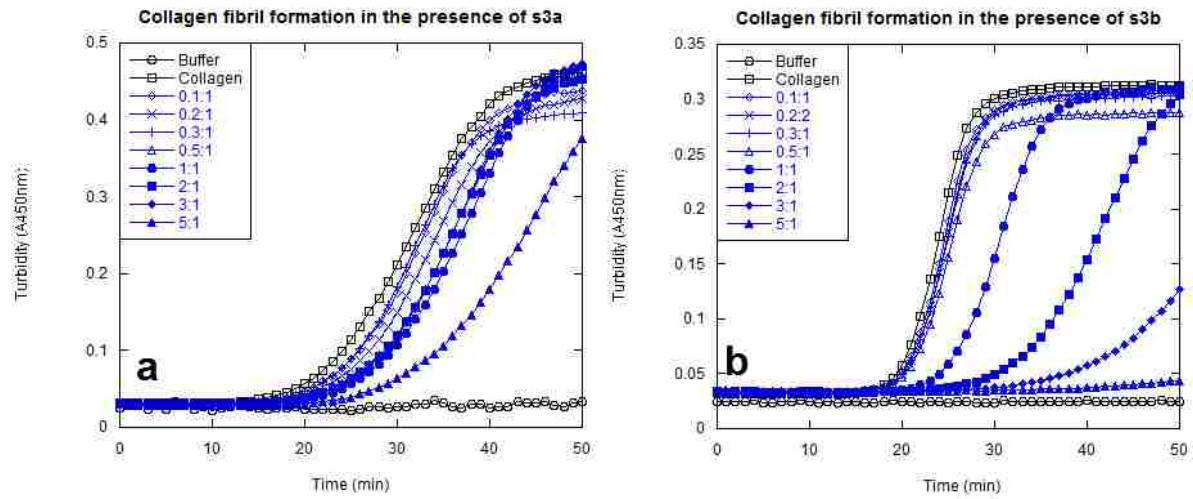 Collagen fibril formation in the presence of s3a
0.5
0.4
0.3
0.2
0.1
0
Turbidity (A450nm)
Buffer
Collagen
0.1:1
0.2:1
0.3:1
0.5:1
1:1
2:1
3:1
5:1
a
0 10 20 30 40 50
Time (min)
Collagen fibril formation in the presence of s3b
0.35
0.3
0.25
0.2
0.15
0.1
0.05
0
Turbidity (A450nm)
Buffer
Collagen
0.1:1
0.2:2
0.3:1
0.5:1
1:1
2:1
3:1
5:1
b
0 10 20 30 40 50
Time (min)